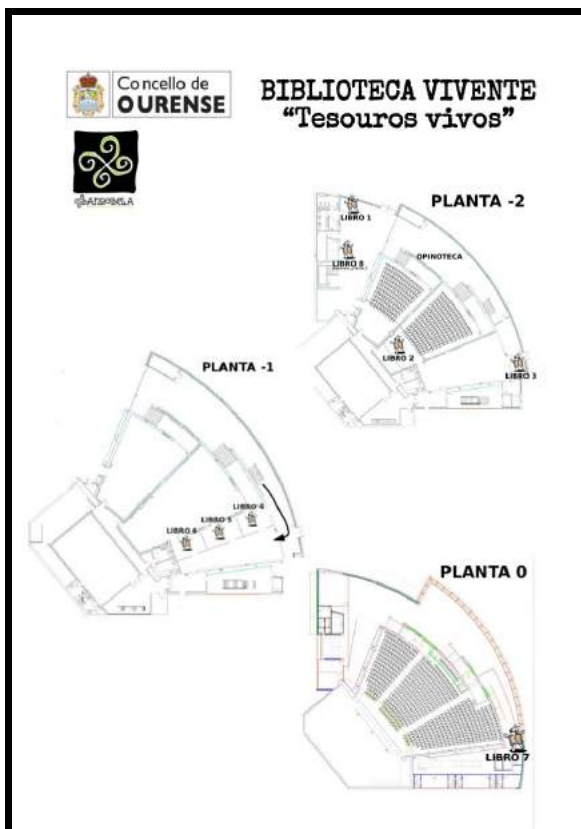 Concello de
OURENSE
BIBLIOTECA VIVENTE
“Tesouros vivos”
PLANTA -2
LIBRO 1
LIBRO 8
OPINOTECA
LIBRO 2
LIBRO 3
PLANTA -1
LIBRO 4
LIBRO 5
LIBRO 6
PLANTA 0
LIBRO 7